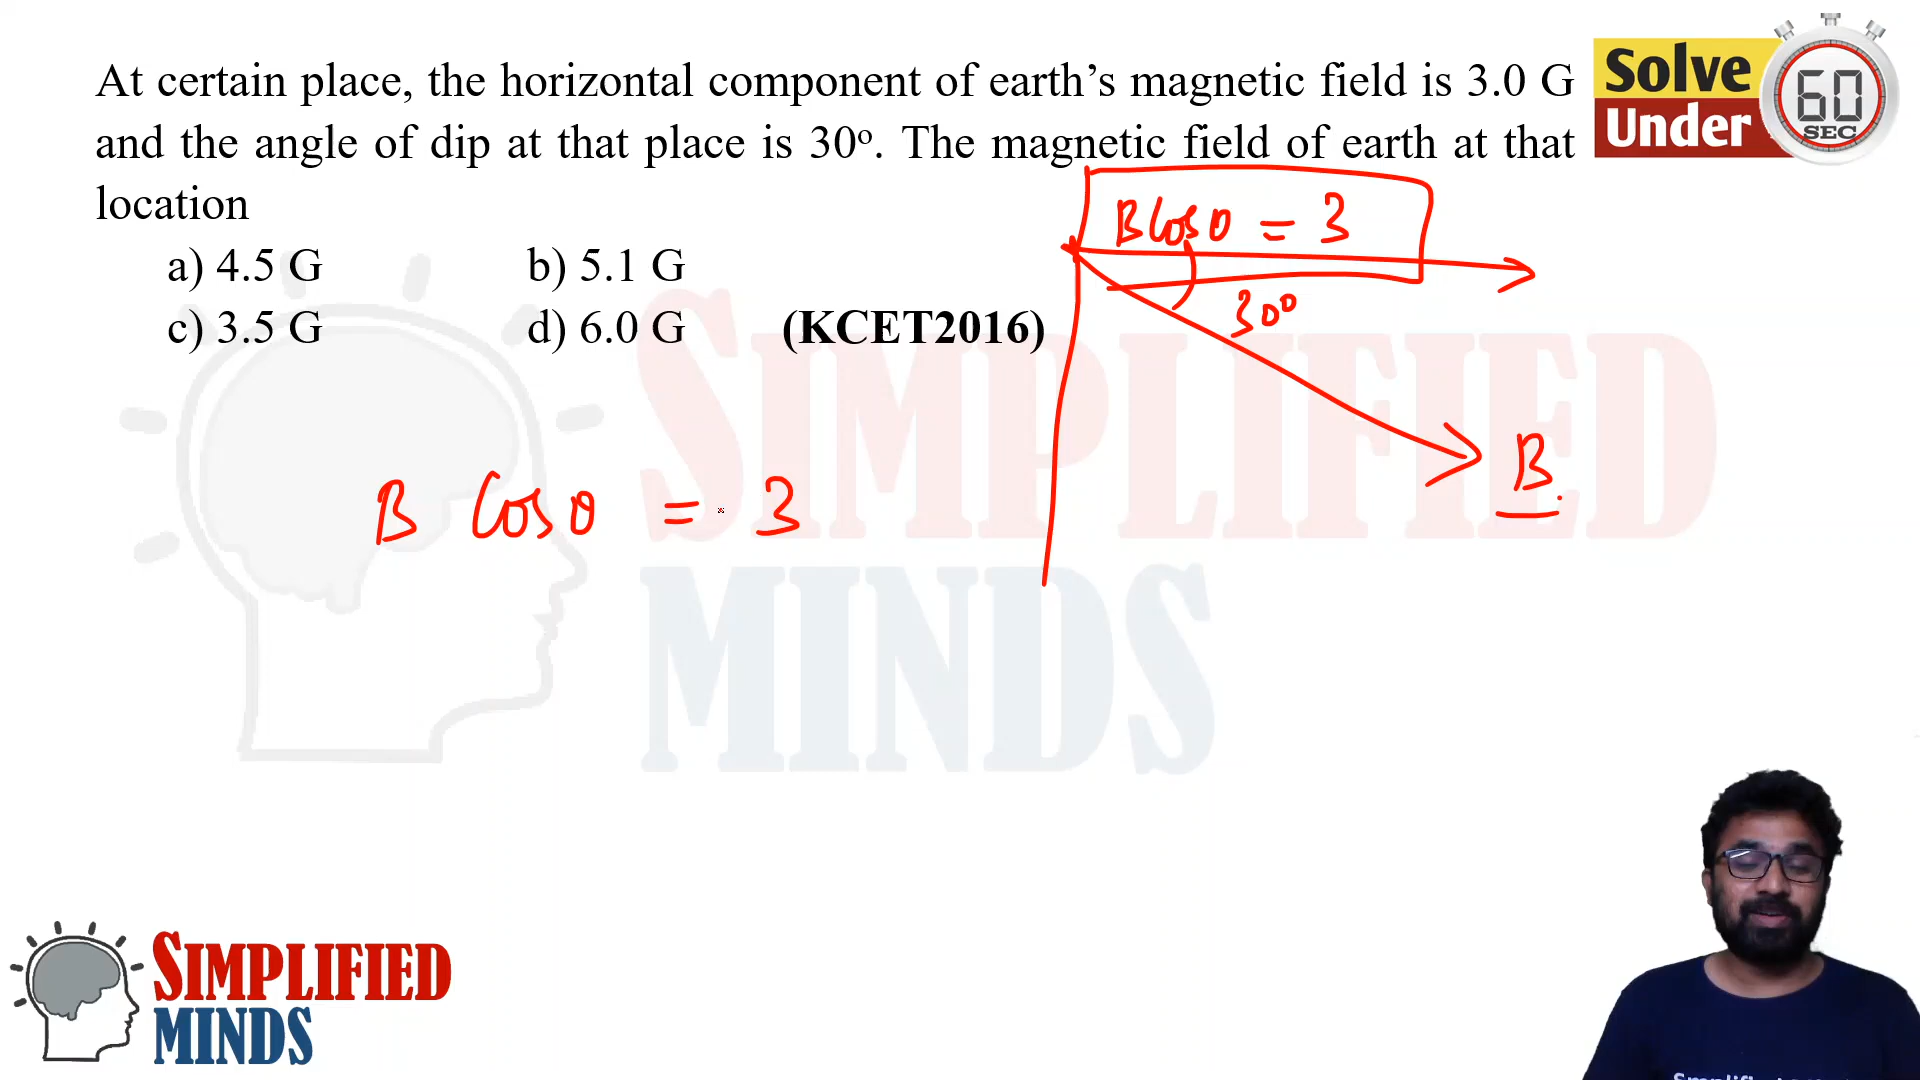 At certain place, the horizontal component of earth’s magnetic field is 3.0 G
and the angle of dip at that place is 30º. The magnetic field of earth at that
location
a) 4.5 G b) 5.1 G
c) 3.5 G d) 6.0 G (KCET2016)
Solve
Under
60
SEC
B Cos θ = 3
30⁰
B
B Cos θ = 3
SIMPLIFIED
MINDS
SIMPLIFIED
MINDS